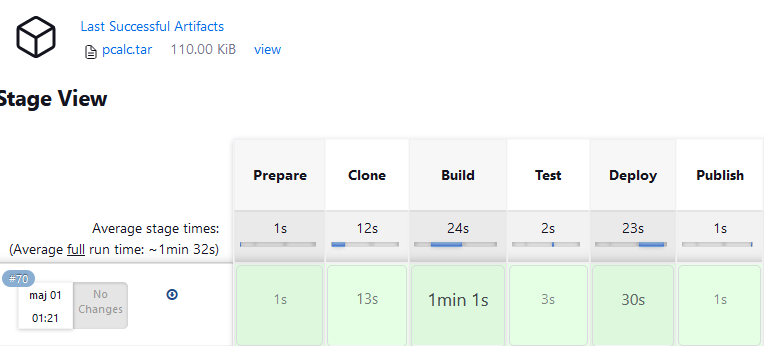 Last Successful Artifacts
pcalc.tar 110.00 KiB view
Stage View
Prepare Clone Build Test Deploy Publish
Average stage times: 1s 12s 24s 2s 23s 1s
(Average full run time: ~1min 32s)
#70
maj 01 No
Changes
01:21
1s 13s 1min 1s 3s 30s 1s